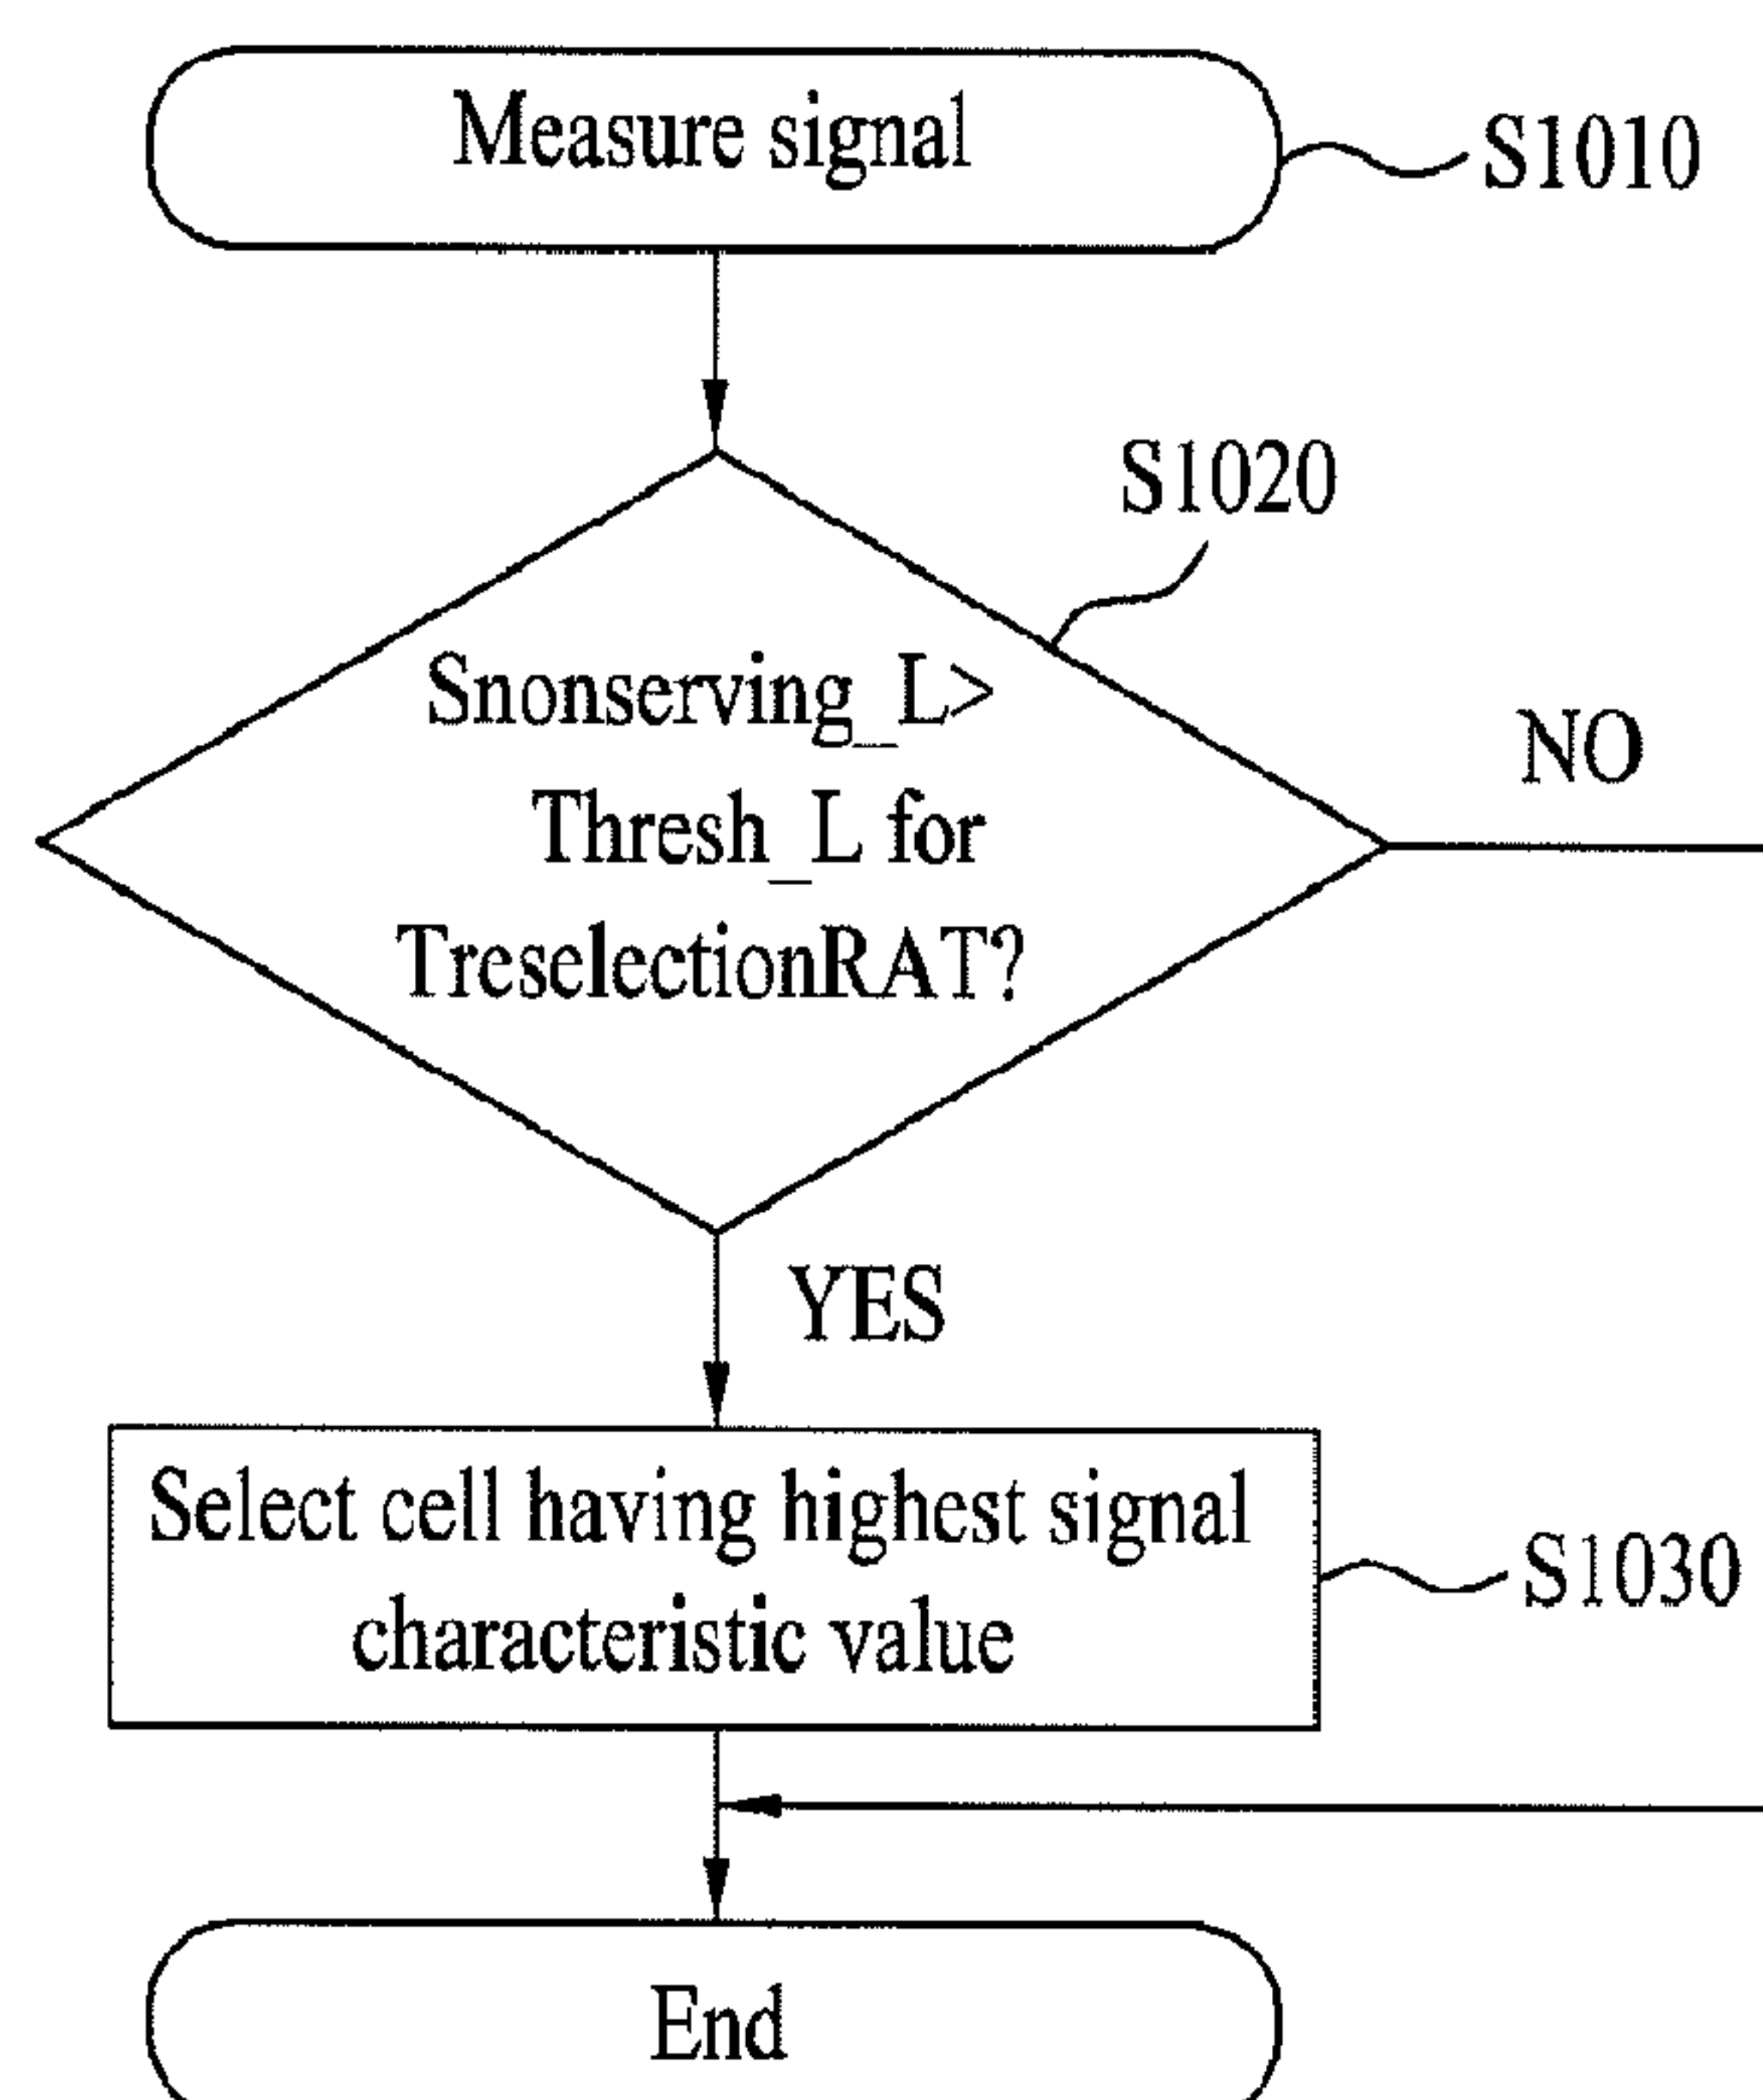 Measure signal
S1010
S1020
Snonserving_L>
Thresh_L for
TreselectionRAT?
NO
YES
Select cell having highest signal
characteristic value
S1030
End